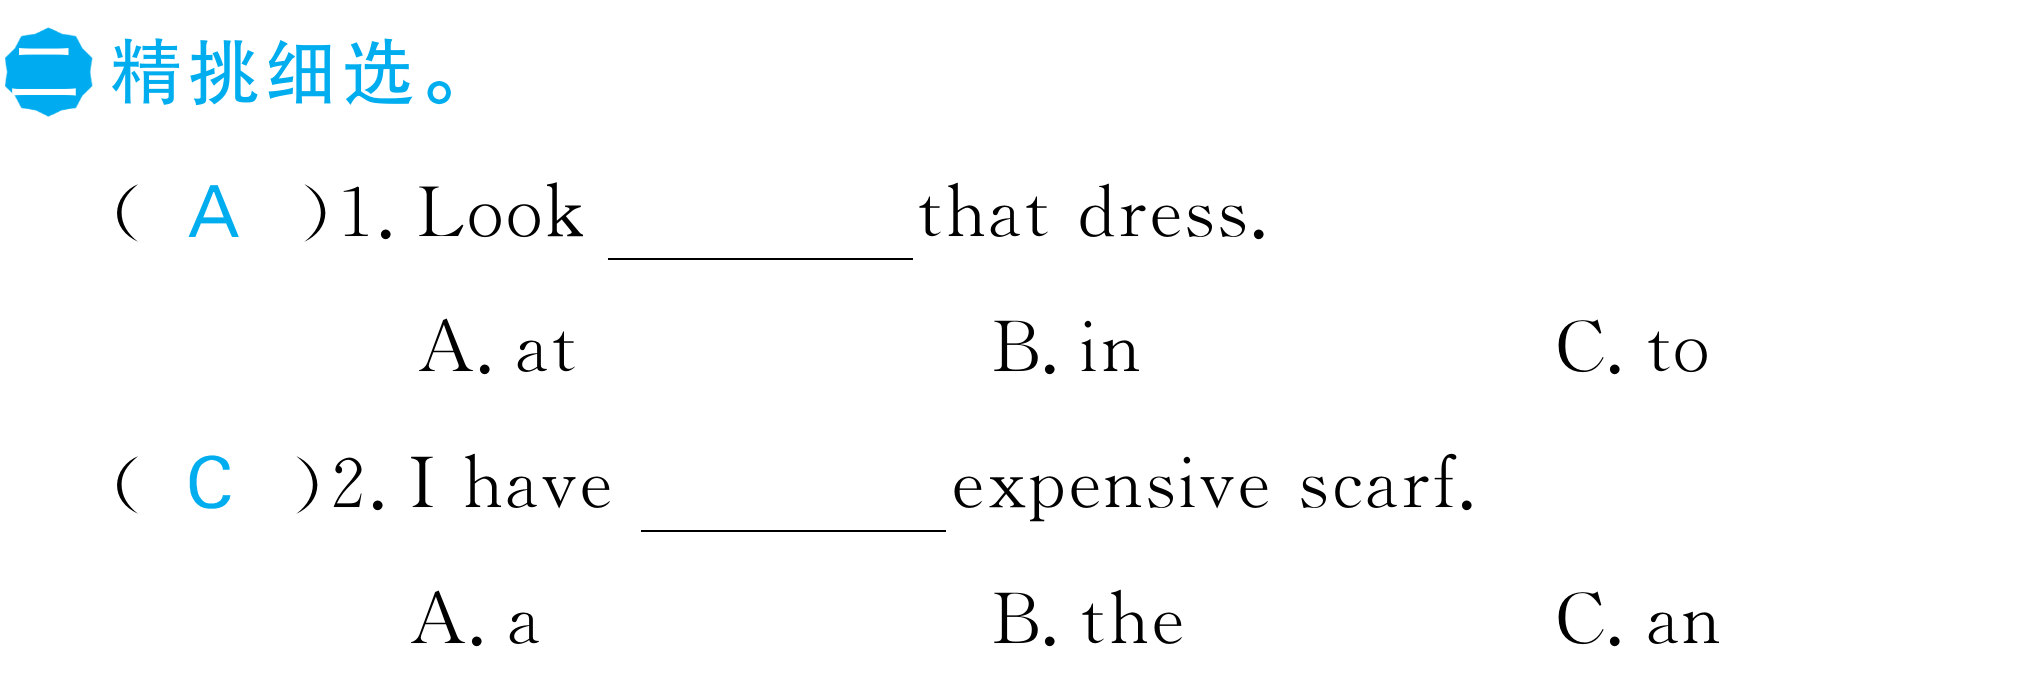 二 精挑细选。
( A )1. Look ________ that dress.
A. at B. in C. to
( C )2. I have ________ expensive scarf.
A. a B. the C. an